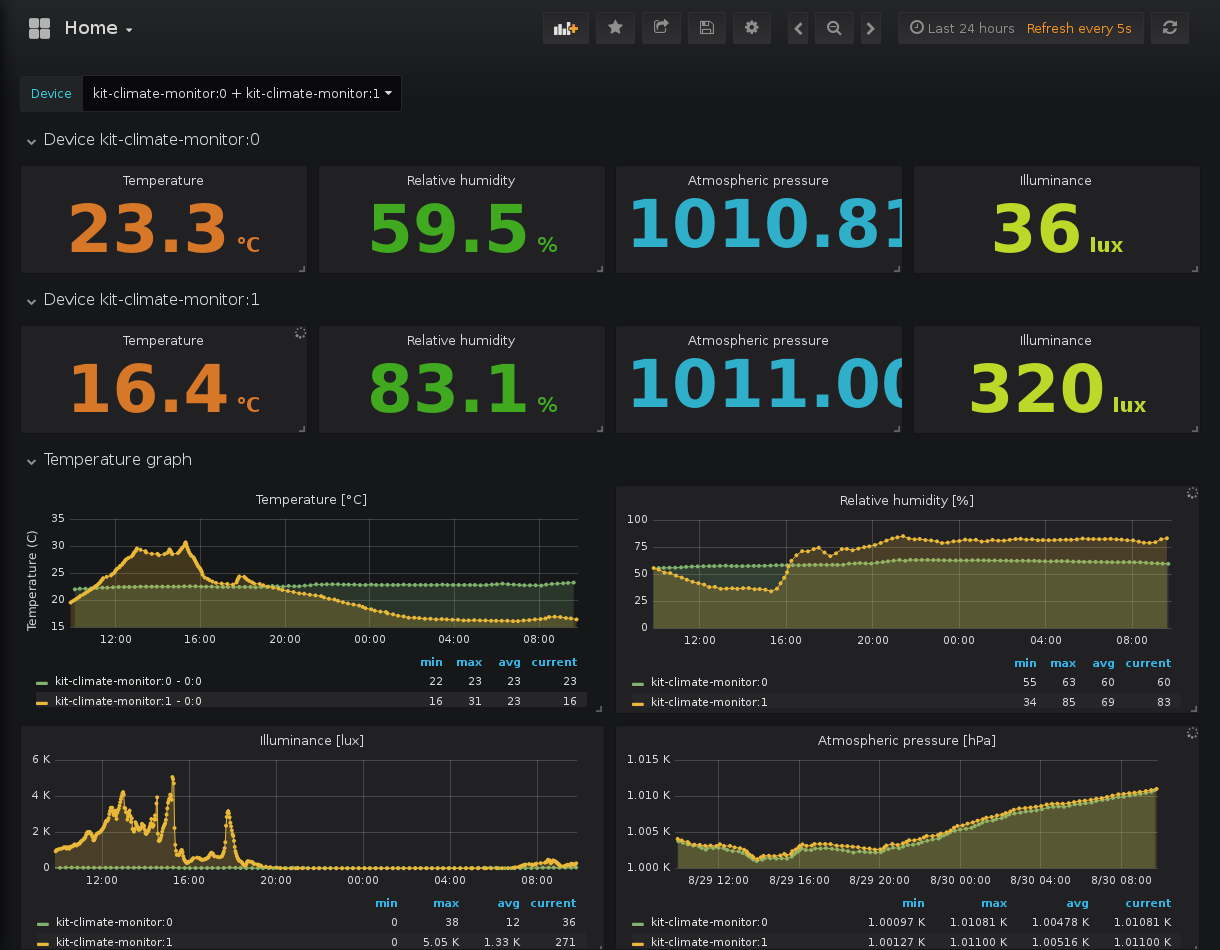 Home
Last 24 hours Refresh every 5s
Device kit-climate-monitor:0 + kit-climate-monitor:1
Device kit-climate-monitor:0
Temperature Relative humidity Atmospheric pressure Illuminance
23.3 °C 59.5 % 1010.81 36 lux
Device kit-climate-monitor:1
Temperature Relative humidity Atmospheric pressure Illuminance
16.4 °C 83.1 % 1011.00 320 lux
Temperature graph
Temperature [°C]
Temperature (C)
35
30
25
20
15
12:00 16:00 20:00 00:00 04:00 08:00
min max avg current
kit-climate-monitor:0 - 0:0 22 23 23 23
kit-climate-monitor:1 - 0:0 16 31 23 16
Relative humidity [%]
100
75
50
25
0
12:00 16:00 20:00 00:00 04:00 08:00
min max avg current
kit-climate-monitor:0 55 63 60 60
kit-climate-monitor:1 34 85 69 83
Illuminance [lux]
6 K
4 K
2 K
0
12:00 16:00 20:00 00:00 04:00 08:00
min max avg current
kit-climate-monitor:0 0 38 12 36
kit-climate-monitor:1 0 5.05 K 1.33 K 271
Atmospheric pressure [hPa]
1.015 K
1.010 K
1.005 K
1.000 K
8/29 12:00 8/29 16:00 8/29 20:00 8/30 00:00 8/30 04:00 8/30 08:00
min max avg current
kit-climate-monitor:0 1.00097 K 1.01081 K 1.00478 K 1.01081 K
kit-climate-monitor:1 1.00127 K 1.01100 K 1.00516 K 1.01100 K